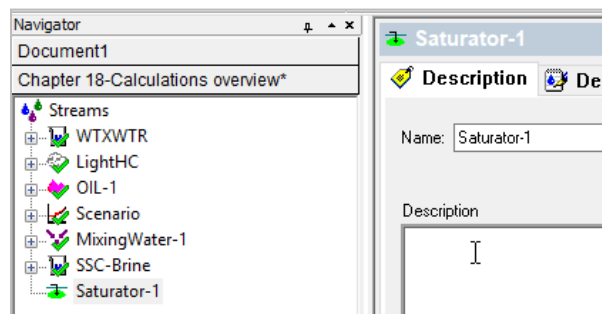 Navigator
Document1
Chapter 18-Calculations overview*
Streams
WTXWTR
LightHC
OIL-1
Scenario
MixingWater-1
SSC-Brine
Saturator-1
Saturator-1
Description
De
Name: Saturator-1
Description